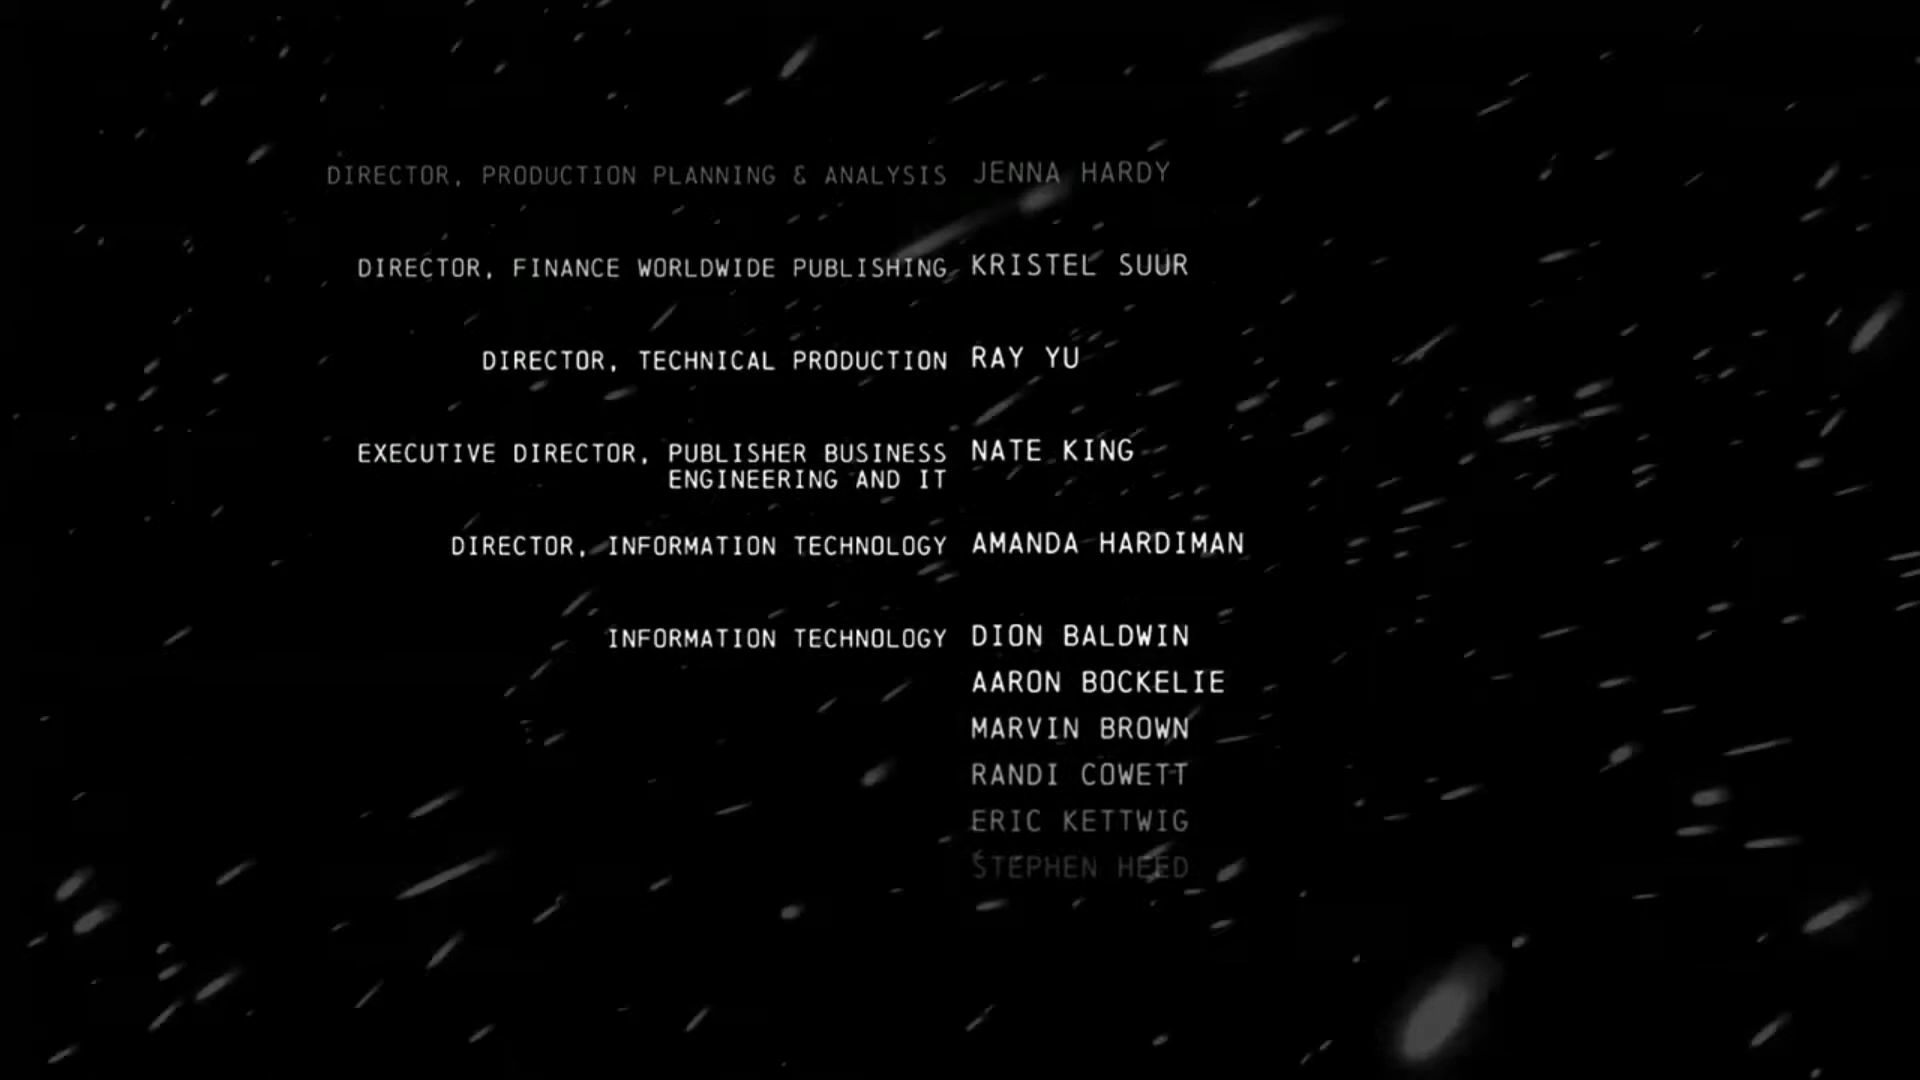 DIRECTOR, PRODUCTION PLANNING & ANALYSIS JENNA HARDY
DIRECTOR, FINANCE WORLDWIDE PUBLISHING KRISTEL SUUR
DIRECTOR, TECHNICAL PRODUCTION RAY YU
EXECUTIVE DIRECTOR, PUBLISHER BUSINESS NATE KING
ENGINEERING AND IT
DIRECTOR, INFORMATION TECHNOLOGY AMANDA HARDIMAN
INFORMATION TECHNOLOGY DION BALDWIN
AARON BOCKELIE
MARVIN BROWN
RANDI COWETT
ERIC KETTWIG
STEPHEN HEED